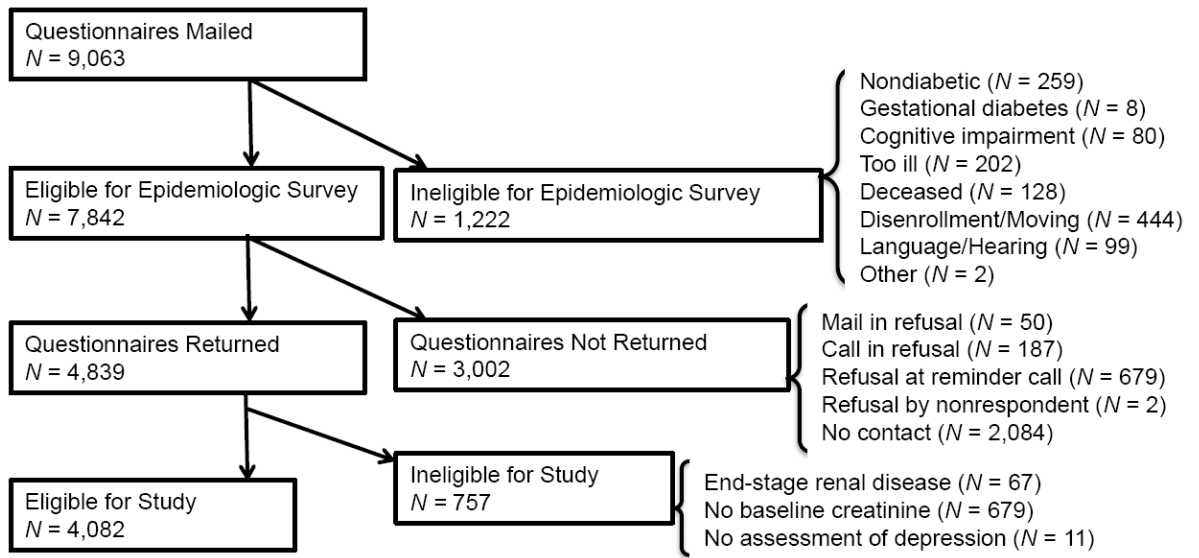 Questionnaires Mailed
N = 9,063
Nondiabetic (N = 259)
Gestational diabetes (N = 8)
Cognitive impairment (N = 80)
Too ill (N = 202)
Deceased (N = 128)
Disenrollment/Moving (N = 444)
Language/Hearing (N = 99)
Other (N = 2)
Eligible for Epidemiologic Survey
N = 7,842
Ineligible for Epidemiologic Survey
N = 1,222
Questionnaires Returned
N = 4,839
Questionnaires Not Returned
N = 3,002
Mail in refusal (N = 50)
Call in refusal (N = 187)
Refusal at reminder call (N = 679)
Refusal by nonrespondent (N = 2)
No contact (N = 2,084)
Eligible for Study
N = 4,082
Ineligible for Study
N = 757
End-stage renal disease (N = 67)
No baseline creatinine (N = 679)
No assessment of depression (N = 11)